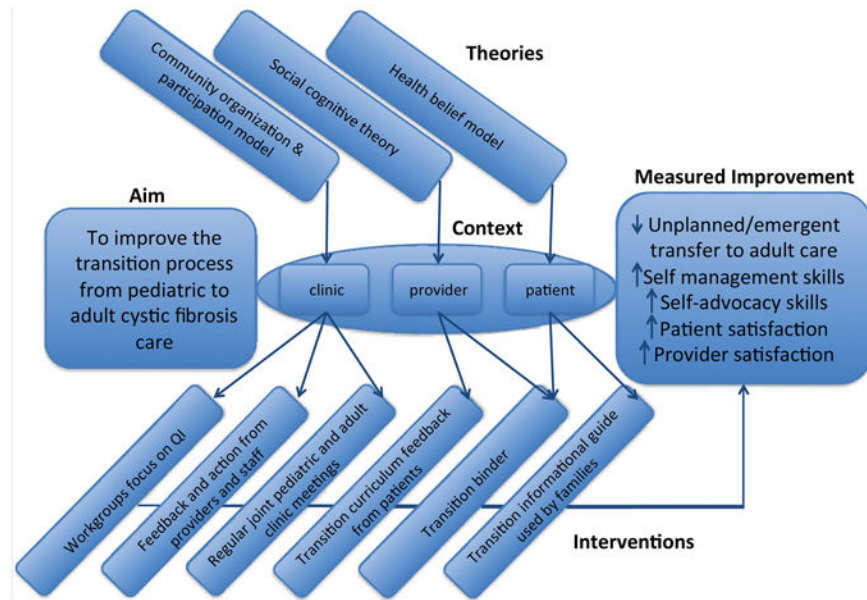 Theories
Community organization &
participation model
Social cognitive theory
Health belief model
Aim
To improve the
transition process
from pediatric to
adult cystic fibrosis
care
Context
clinic
provider
patient
Measured Improvement
↓ Unplanned/emergent
transfer to adult care
↑Self management skills
↑Self-advocacy skills
↑Patient satisfaction
↑Provider satisfaction
Workgroups focus on QI
Feedback and action from
providers and staff
Regular joint pediatric and adult
clinic meetings
Transition curriculum feedback
from patients
Transition binder
Transition informational guide
used by families
Interventions